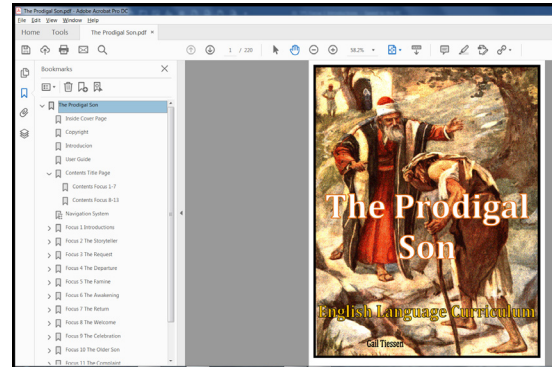 The Prodigal Son.pdf - Adobe Acrobat Pro DC
File Edit View Window Help
Home Tools The Prodigal Son.pdf ×
1 / 220 58.2%
Bookmarks ×
The Prodigal Son
Inside Cover Page
Copyright
Introducion
User Guide
Contents Title Page
Contents Focus 1-7
Contents Focus 8-13
Navigation System
Focus 1 Introductions
Focus 2 The Storyteller
Focus 3 The Request
Focus 4 The Departure
Focus 5 The Famine
Focus 6 The Awakening
Focus 7 The Return
Focus 8 The Welcome
Focus 9 The Celebration
Focus 10 The Older Son
Focus 11 The Complaint
The Prodigal
Son
English Language Curriculum
Gail Tiessen